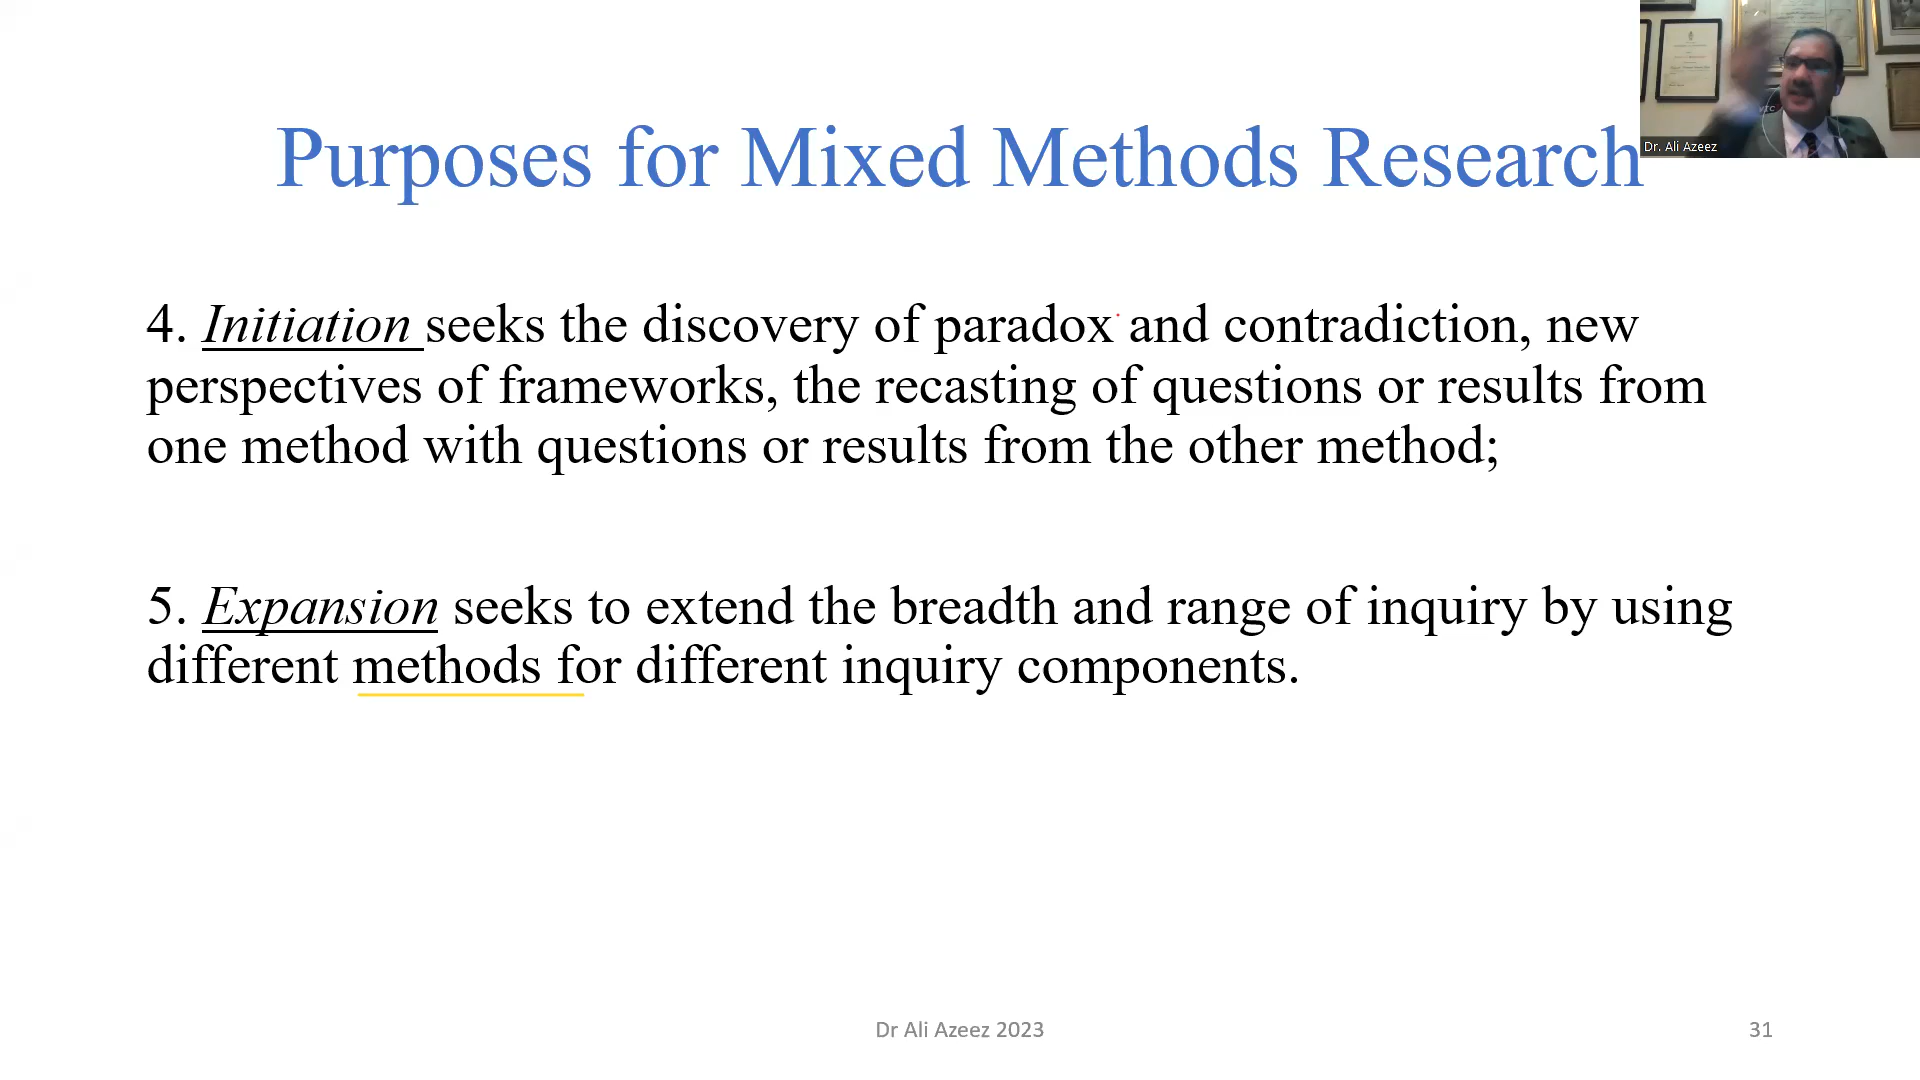 Purposes for Mixed Methods Research
Dr. Ali Azeez
4. Initiation seeks the discovery of paradox and contradiction, new
perspectives of frameworks, the recasting of questions or results from
one method with questions or results from the other method;
5. Expansion seeks to extend the breadth and range of inquiry by using
different methods for different inquiry components.
Dr Ali Azeez 2023
31